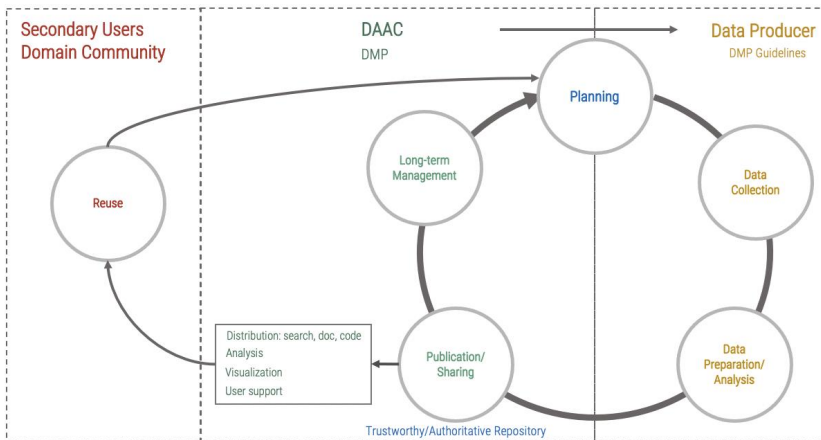 Secondary Users
Domain Community
DAAC
DMP
Data Producer
DMP Guidelines
Planning
Long-term
Management
Data
Collection
Reuse
Distribution: search, doc, code
Analysis
Visualization
User support
Publication/
Sharing
Data
Preparation/
Analysis
Trustworthy/Authoritative Repository